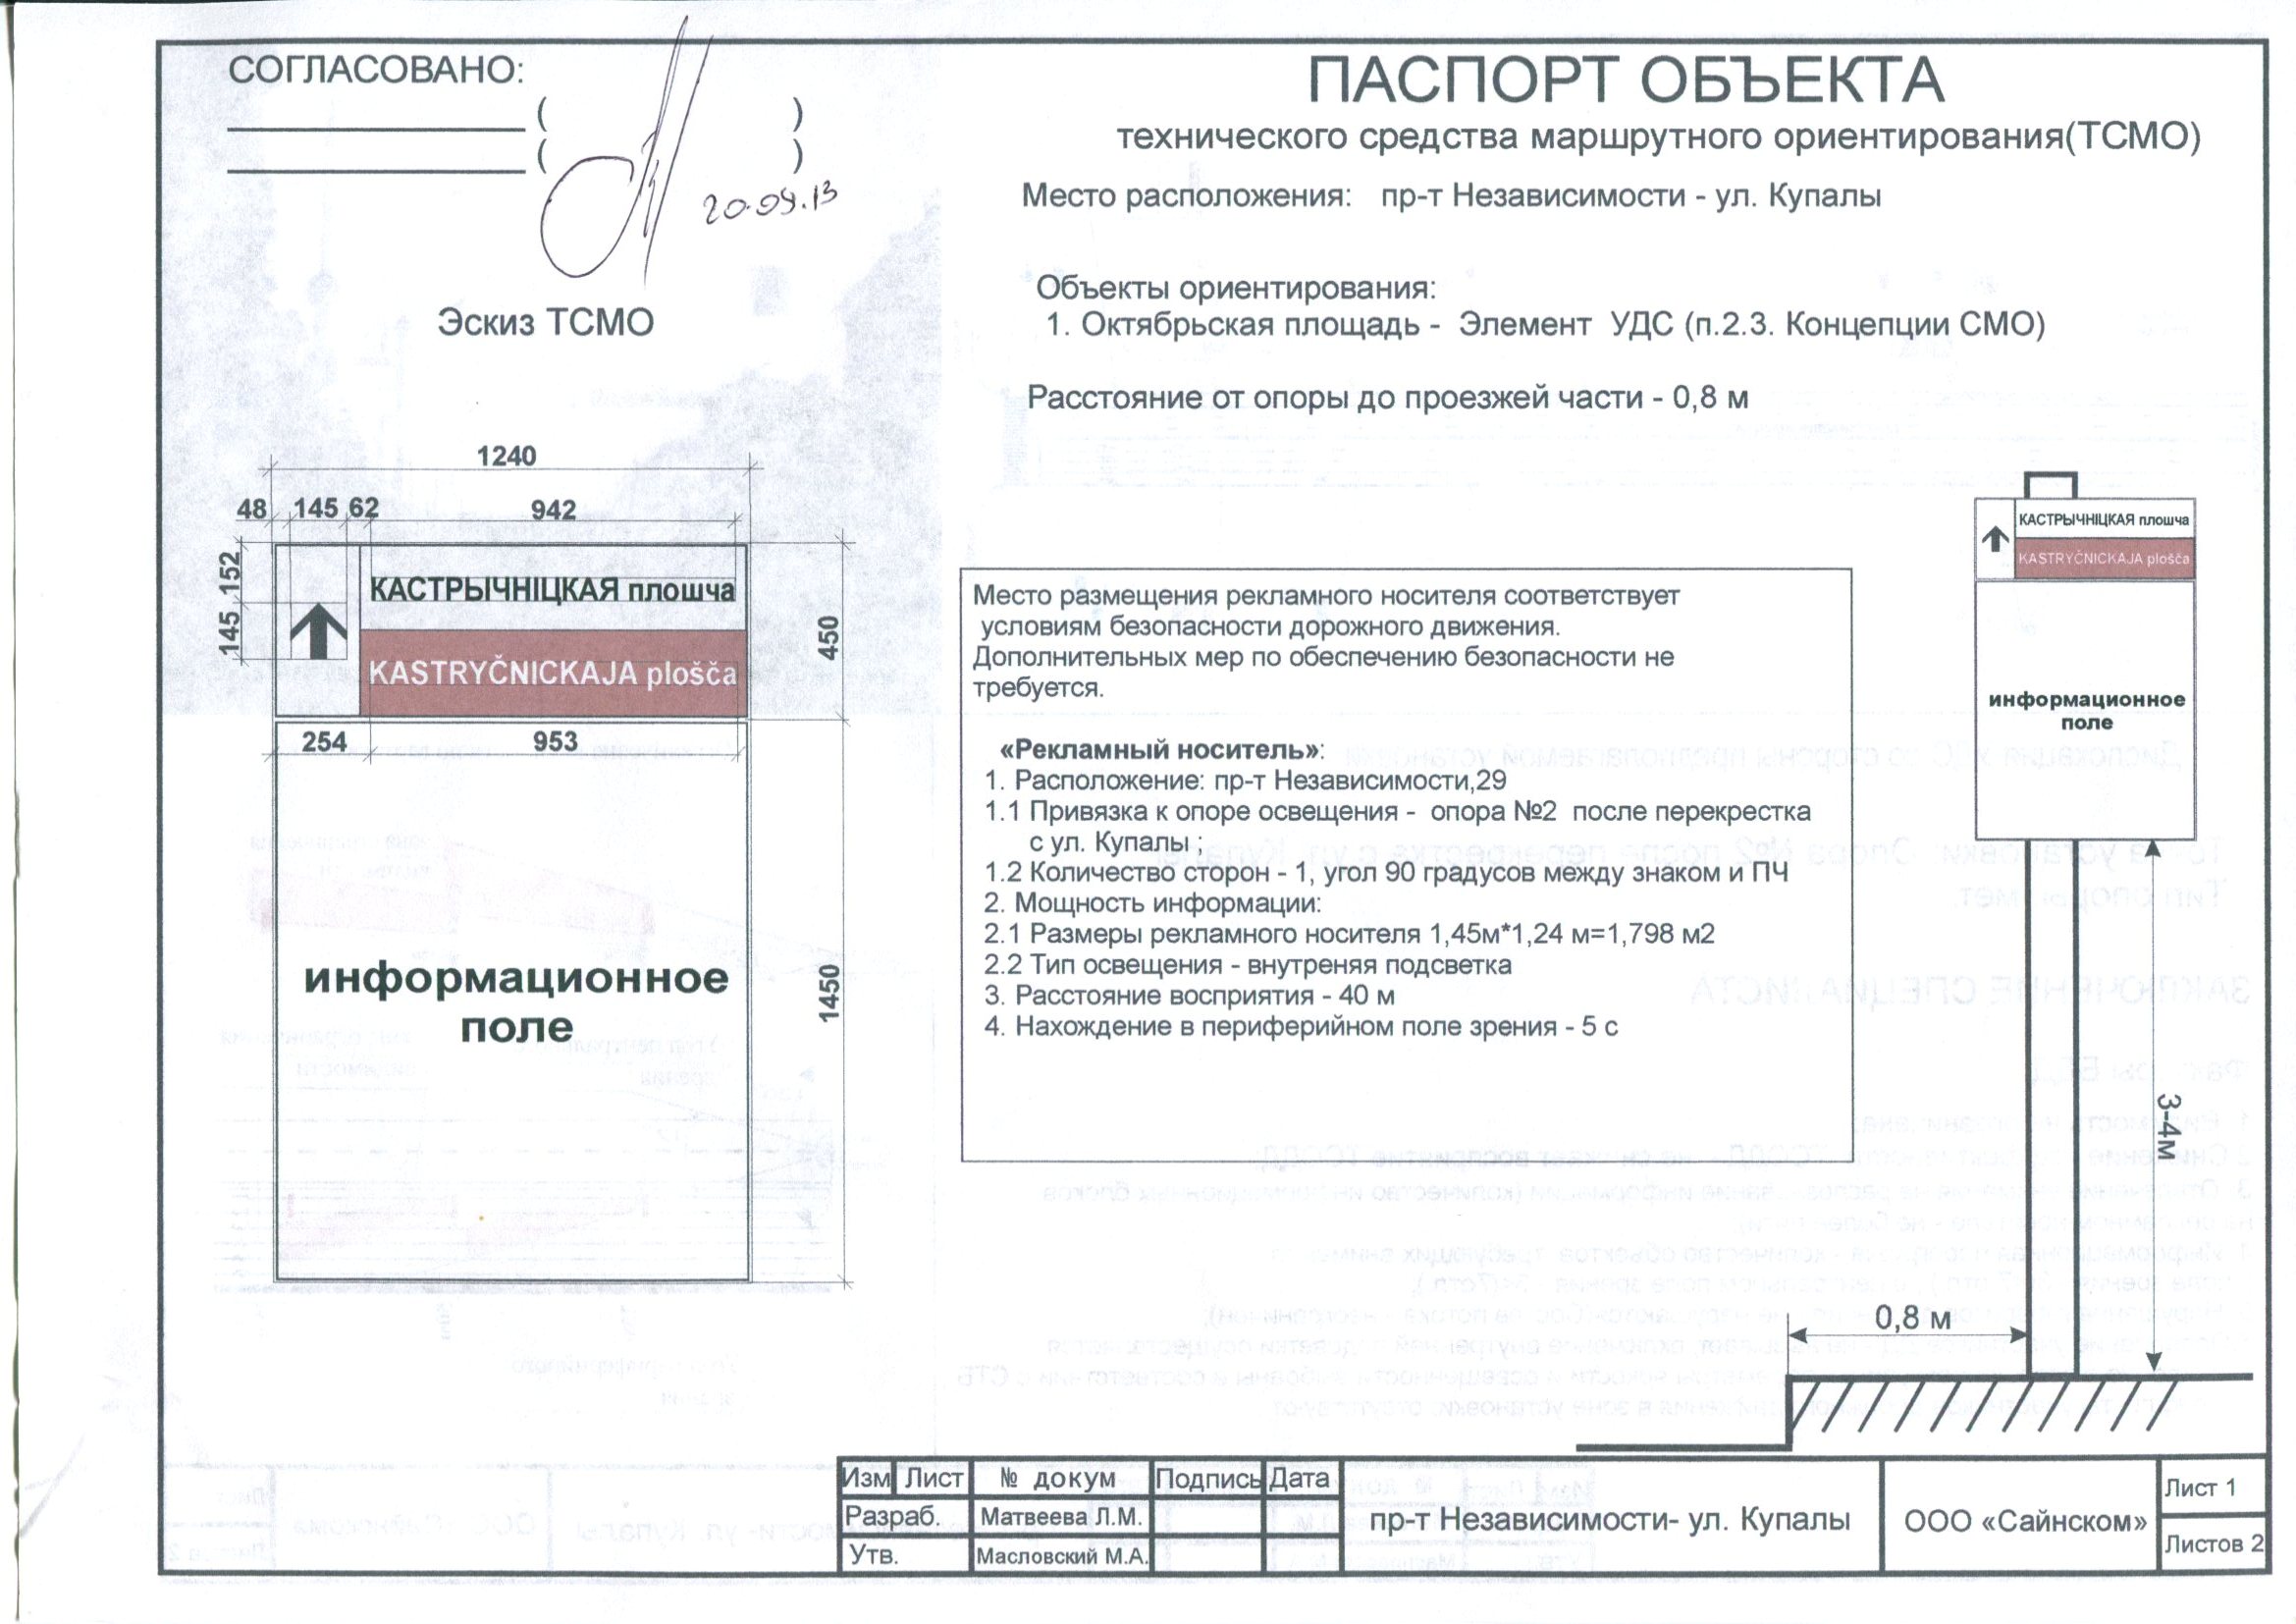 СОГЛАСОВАНО:
( )
( )
20.09.13
ПАСПОРТ ОБЪЕКТА
технического средства маршрутного ориентирования(ТСМО)
Место расположения: пр-т Независимости - ул. Купалы
Объекты ориентирования:
1. Октябрьская площадь - Элемент УДС (п.2.3. Концепции СМО)
Расстояние от опоры до проезжей части - 0,8 м
Эскиз ТСМО
1240
48 145 62 942
152
145
КАСТРЫЧНІЦКАЯ плошча
KASTRYČNICKAJA plošča
450
254 953
информационное
поле
1450
Место размещения рекламного носителя соответствует
условиям безопасности дорожного движения.
Дополнительных мер по обеспечению безопасности не
требуется.
«Рекламный носитель»:
1. Расположение: пр-т Независимости,29
1.1 Привязка к опоре освещения - опора №2 после перекрестка
с ул. Купалы ;
1.2 Количество сторон - 1, угол 90 градусов между знаком и ПЧ
2. Мощность информации:
2.1 Размеры рекламного носителя 1,45м*1,24 м=1,798 м2
2.2 Тип освещения - внутреняя подсветка
3. Расстояние восприятия - 40 м
4. Нахождение в периферийном поле зрения - 5 с
КАСТРЫЧНІЦКАЯ плошча
KASTRYČNICKAJA plošča
информационное
поле
3-4м
0,8 м
Изм Лист № докум Подпись Дата
Разраб. Матвеева Л.М.
Утв. Масловский М.А.
пр-т Независимости- ул. Купалы
ООО «Сайнском»
Лист 1
Листов 2